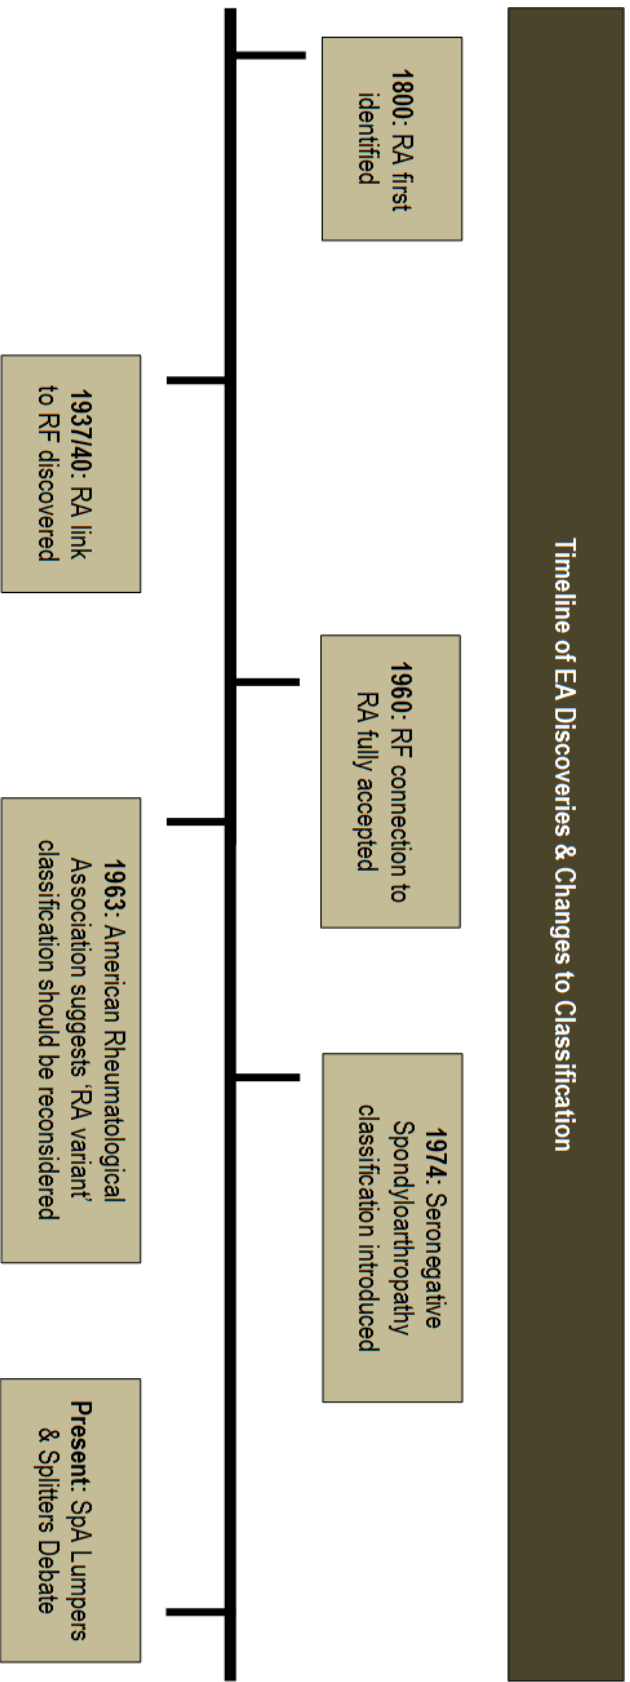 Timeline of EA Discoveries & Changes to Classification
1800: RA first
identified
1937/40: RA link
to RF discovered
1960: RF connection to
RA fully accepted
1963: American Rheumatological
Association suggests ‘RA variant’
classification should be reconsidered
1974: Seronegative
Spondyloarthropathy
classification introduced
Present: SpA Lumpers
& Splitters Debate